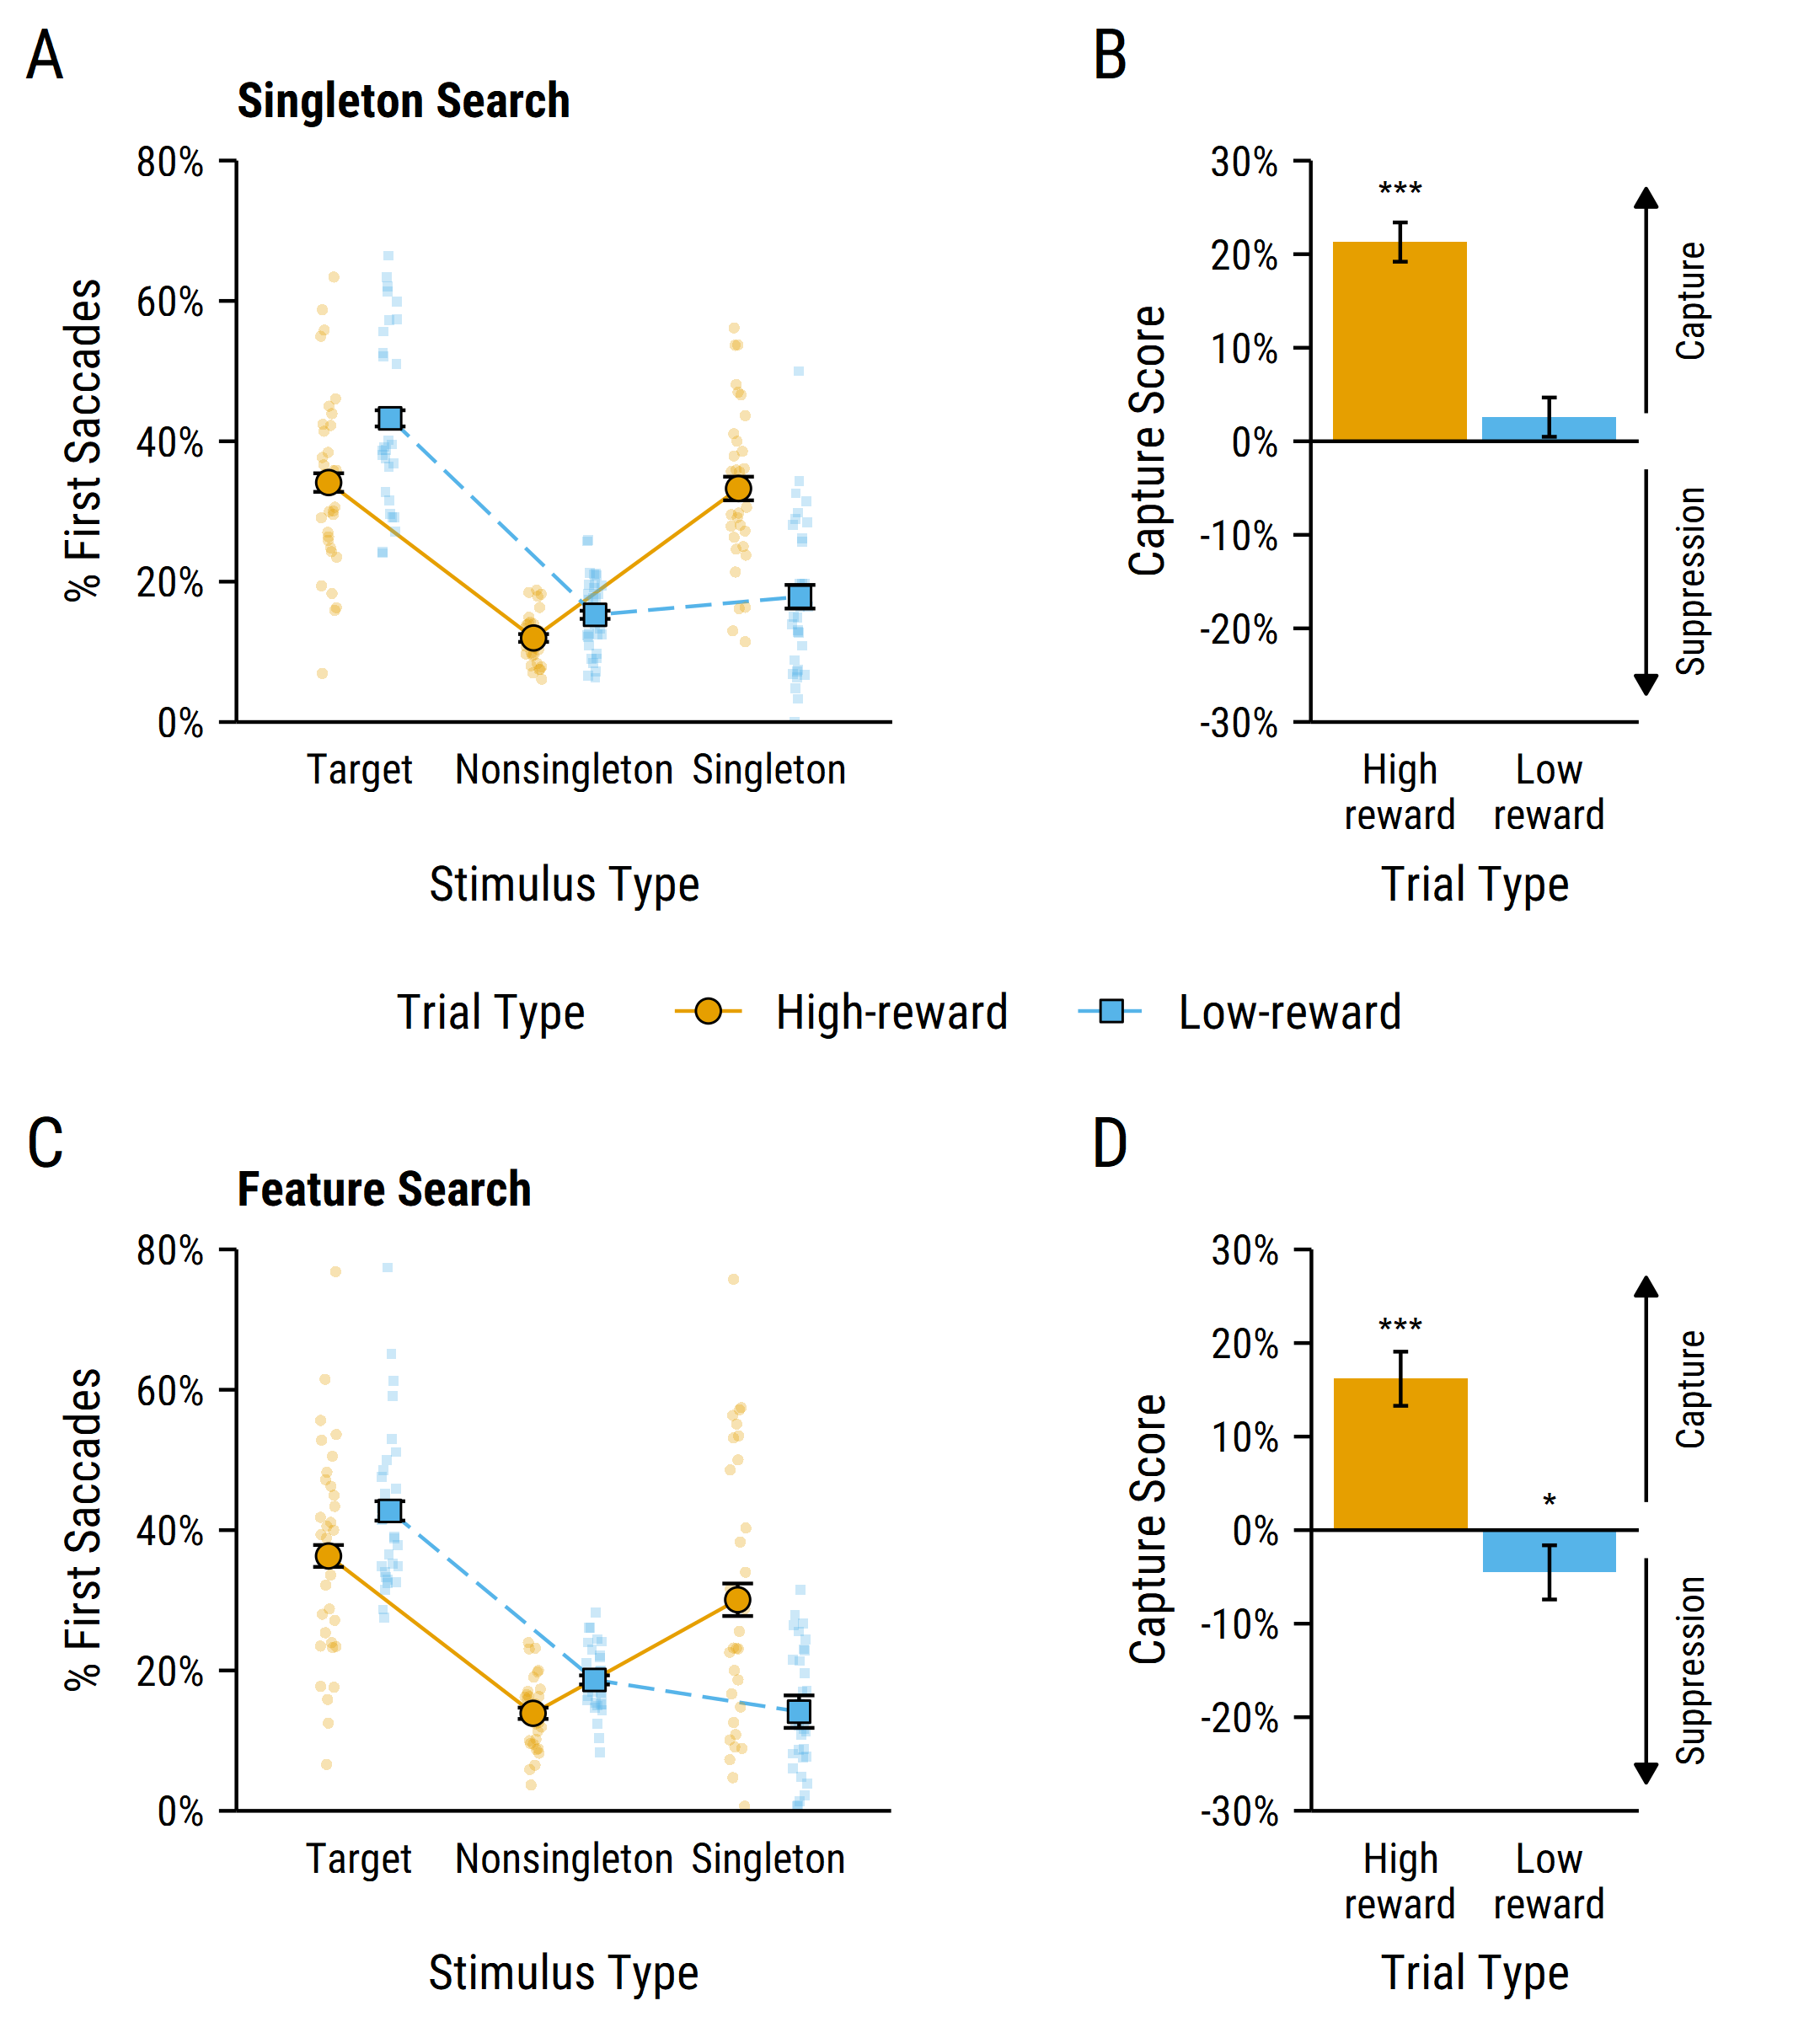 A
Singleton Search
80%
60%
40%
20%
0%
% First Saccades
Target Nonsingleton Singleton
Stimulus Type
B
30%
20%
10%
0%
-10%
-20%
-30%
Capture Score
***
Capture
Suppression
High reward
Low reward
Trial Type
Trial Type High-reward Low-reward
C
Feature Search
80%
60%
40%
20%
0%
% First Saccades
Target Nonsingleton Singleton
Stimulus Type
D
30%
20%
10%
0%
-10%
-20%
-30%
Capture Score
***
*
Capture
Suppression
High reward
Low reward
Trial Type